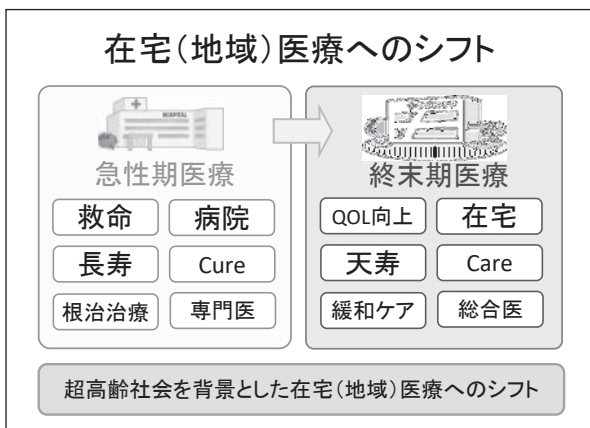 在宅(地域)医療へのシフト
HOSPITAL
急性期医療
救命 病院
長寿 Cure
根治治療 専門医
終末期医療
QOL向上 在宅
天寿 Care
緩和ケア 総合医
超高齢社会を背景とした在宅(地域)医療へのシフト